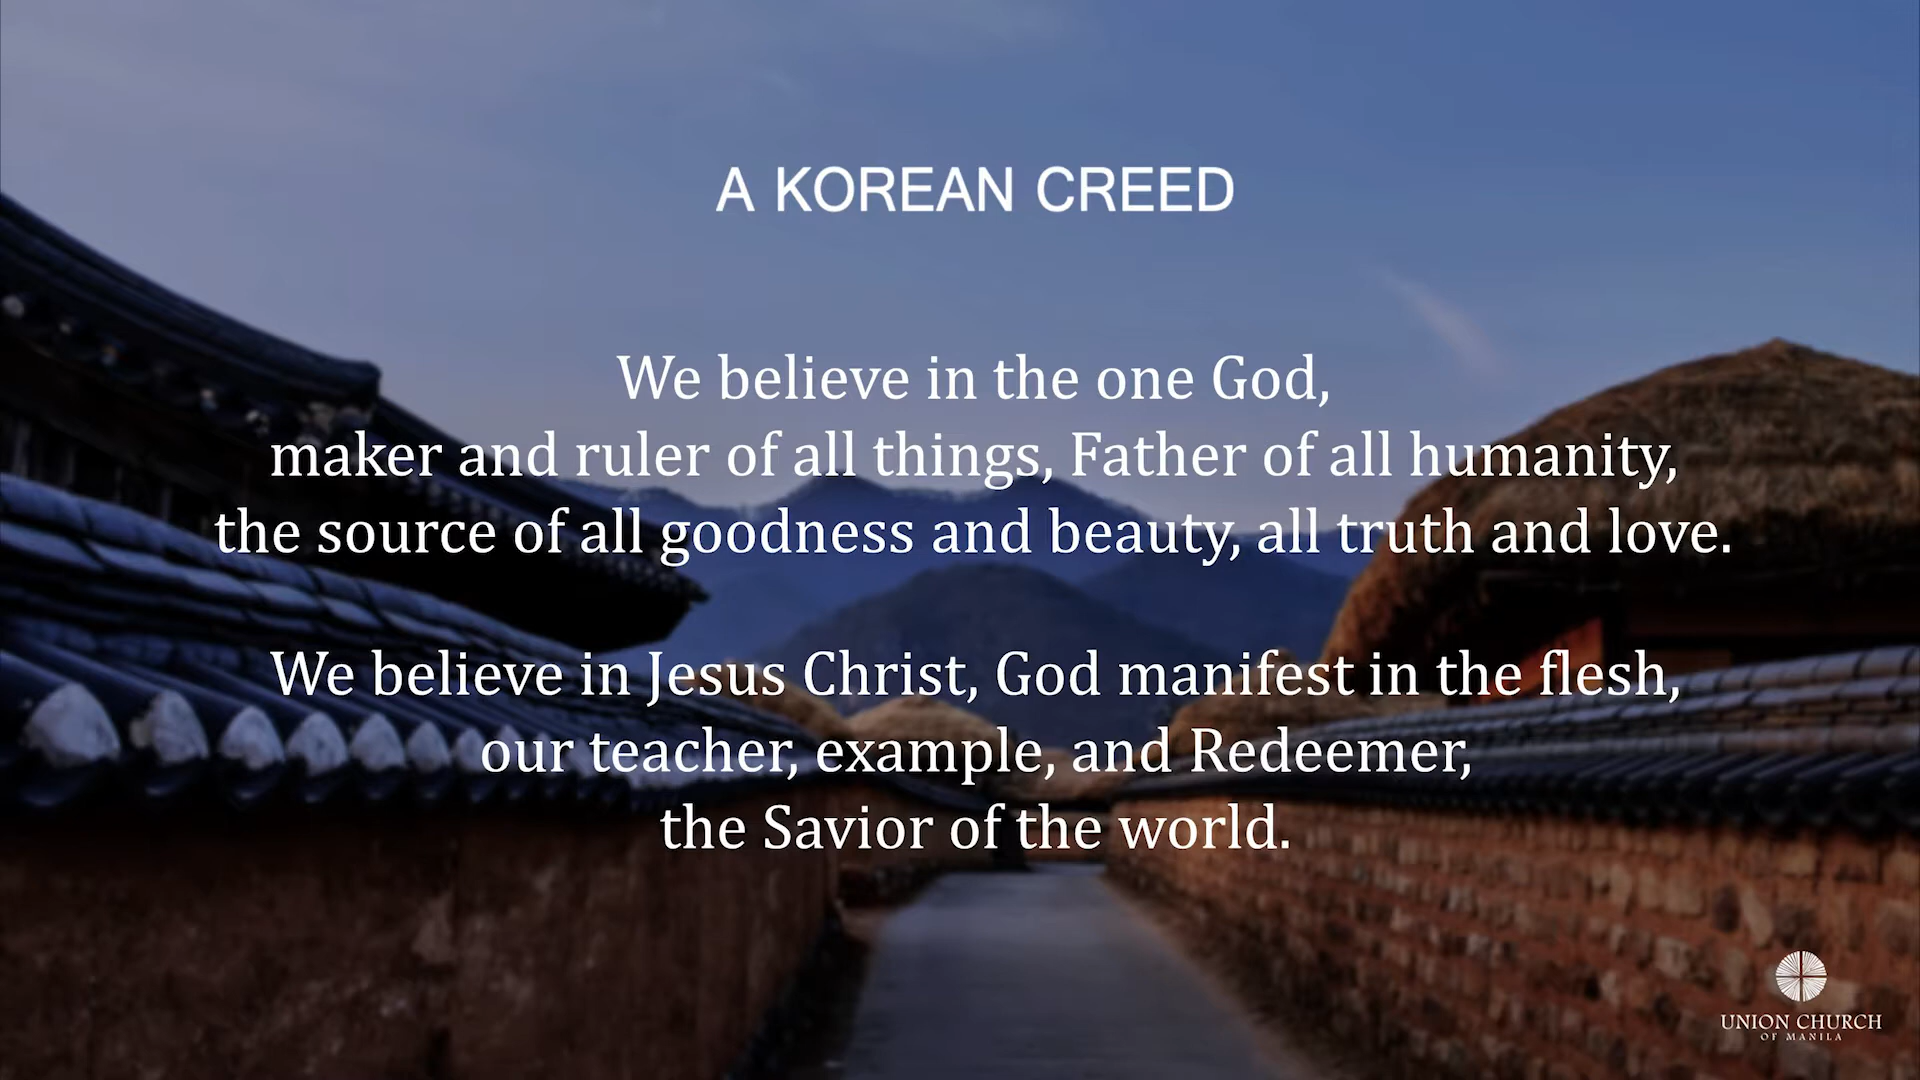 A KOREAN CREED
We believe in the one God,
maker and ruler of all things, Father of all humanity,
the source of all goodness and beauty, all truth and love.
We believe in Jesus Christ, God manifest in the flesh,
our teacher, example, and Redeemer,
the Savior of the world.
UNION CHURCH
OF MANILA